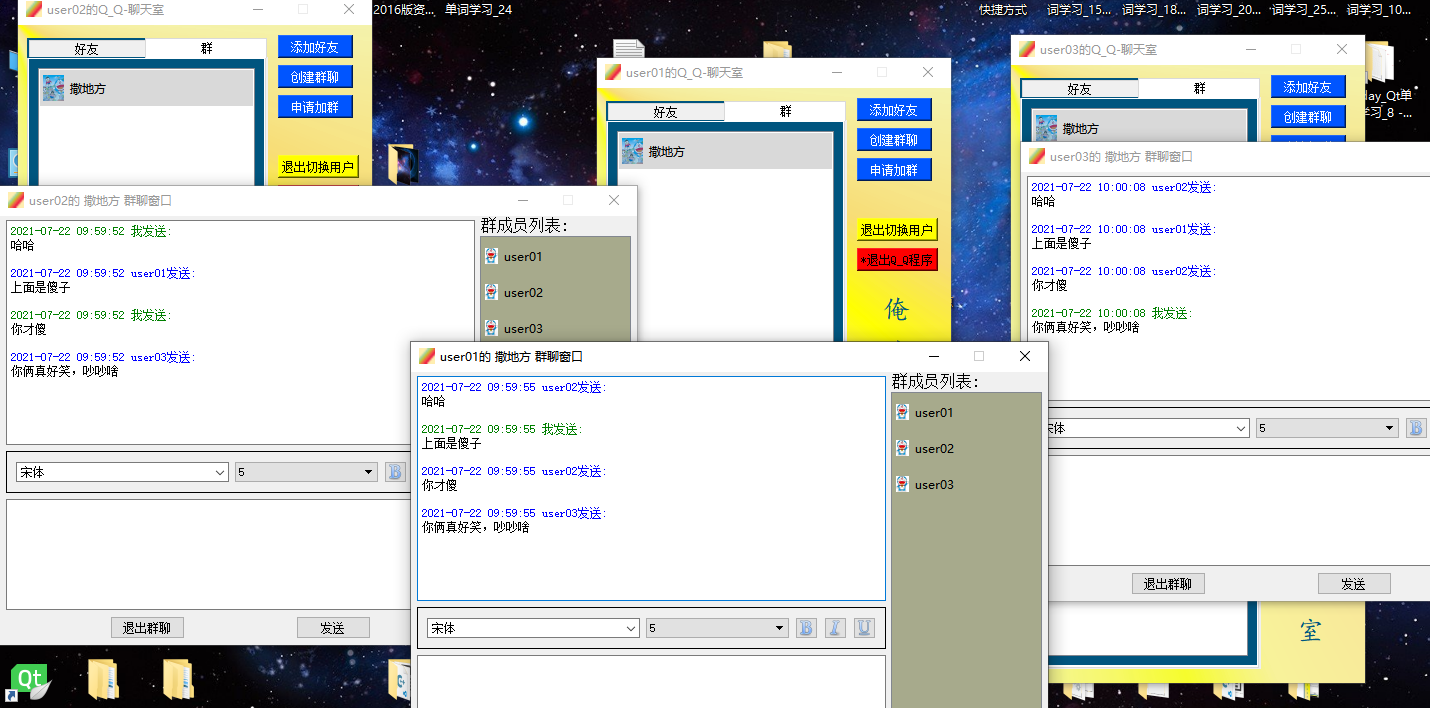 2016版资...
单词学习_24
快捷方式
词学习_15...
词学习_18...
词学习_20...
词学习_25...
词学习_10...
user02的Q_Q-聊天室
好友
群
添加好友
撒地方
创建群聊
申请加群
退出切换用户
user01的Q_Q-聊天室
好友
群
添加好友
创建群聊
撒地方
申请加群
退出切换用户
*退出Q_Q程序
俺
user03的Q_Q-聊天室
好友
群
添加好友
创建群聊
撒地方
室
lay_Qt单
学习_8 -...
user02的 撒地方 群聊窗口
2021-07-22 09:59:52 我发送:
哈哈
2021-07-22 09:59:52 user01发送:
上面是傻子
2021-07-22 09:59:52 我发送:
你才傻
2021-07-22 09:59:52 user03发送:
你俩真好笑，吵吵啥
群成员列表:
user01
user02
user03
宋体
5
B
退出群聊
发送
user03的 撒地方 群聊窗口
2021-07-22 10:00:08 user02发送:
哈哈
2021-07-22 10:00:08 user01发送:
上面是傻子
2021-07-22 10:00:08 user02发送:
你才傻
2021-07-22 10:00:08 我发送:
你俩真好笑，吵吵啥
体
5
B
退出群聊
发送
user01的 撒地方 群聊窗口
2021-07-22 09:59:55 user02发送:
哈哈
2021-07-22 09:59:55 我发送:
上面是傻子
2021-07-22 09:59:55 user02发送:
你才傻
2021-07-22 09:59:55 user03发送:
你俩真好笑，吵吵啥
群成员列表:
user01
user02
user03
宋体
5
B
I
U
Qt